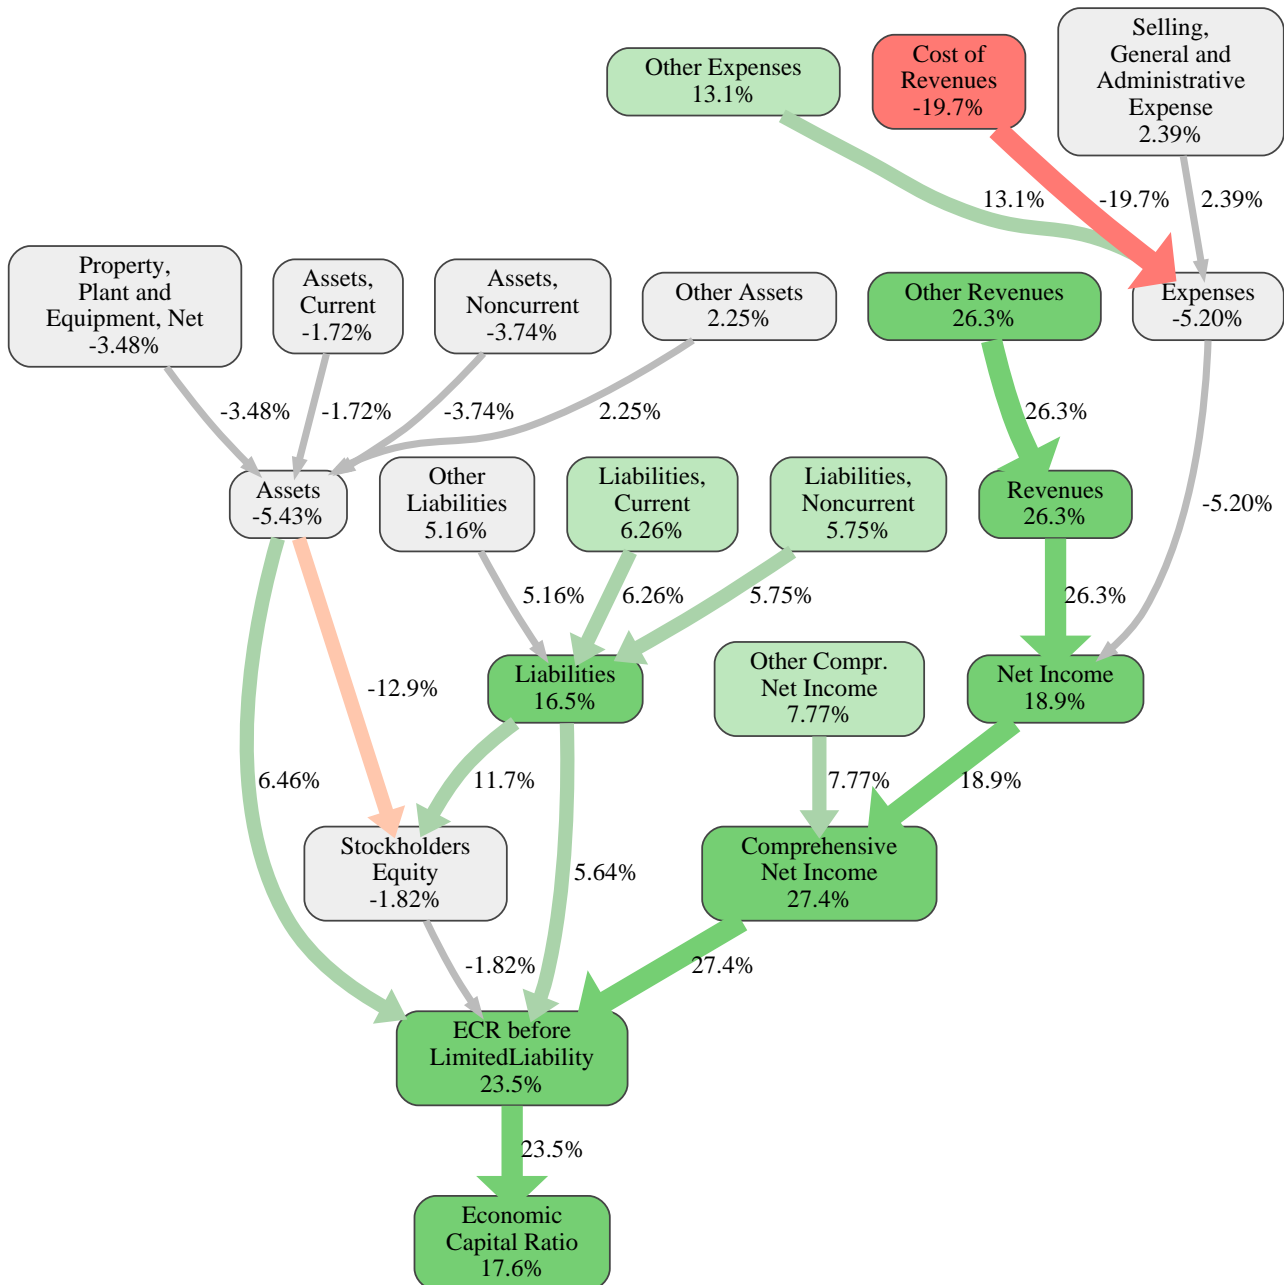 Selling,
General and
Administrative
Expense
2.39%
Other Expenses
13.1%
Cost of
Revenues
-19.7%
13.1%
-19.7%
2.39%
Property,
Plant and
Equipment, Net
-3.48%
Assets,
Current
-1.72%
Assets,
Noncurrent
-3.74%
Other Assets
2.25%
Other Revenues
26.3%
Expenses
-5.20%
-3.48%
-1.72%
-3.74%
2.25%
26.3%
Assets
-5.43%
Other
Liabilities
5.16%
Liabilities,
Current
6.26%
Liabilities,
Noncurrent
5.75%
Revenues
26.3%
-5.20%
5.16%
6.26%
5.75%
26.3%
-12.9%
Liabilities
16.5%
Other Compr.
Net Income
7.77%
Net Income
18.9%
6.46%
11.7%
7.77%
18.9%
Stockholders
Equity
-1.82%
5.64%
Comprehensive
Net Income
27.4%
-1.82%
27.4%
ECR before
LimitedLiability
23.5%
23.5%
Economic
Capital Ratio
17.6%